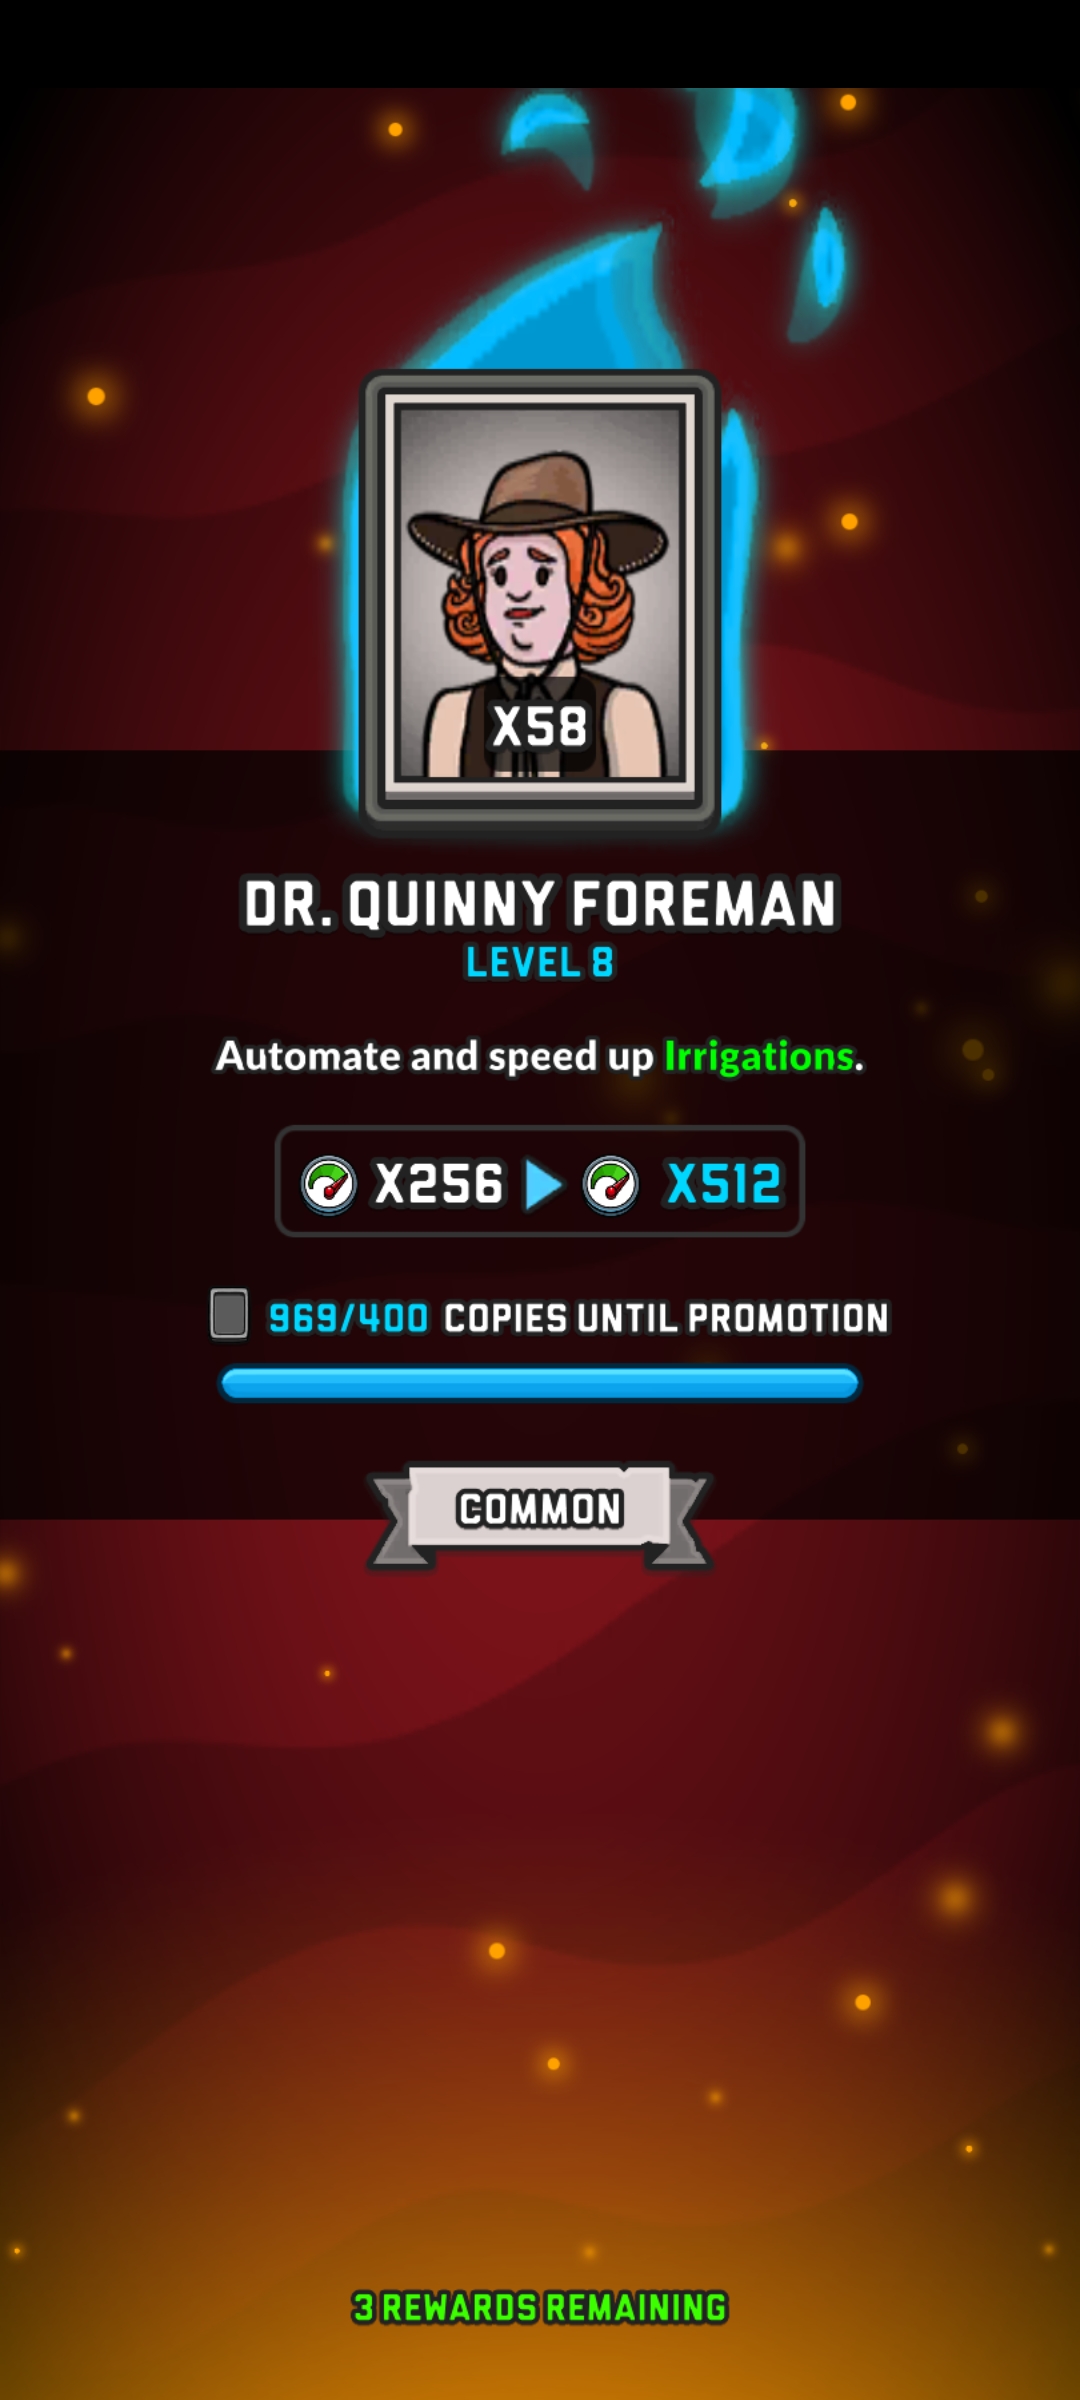 X58
DR. QUINNY FOREMAN
LEVEL 8
Automate and speed up Irrigations.
X256 X512
969/400 COPIES UNTIL PROMOTION
COMMON
3 REWARDS REMAINING